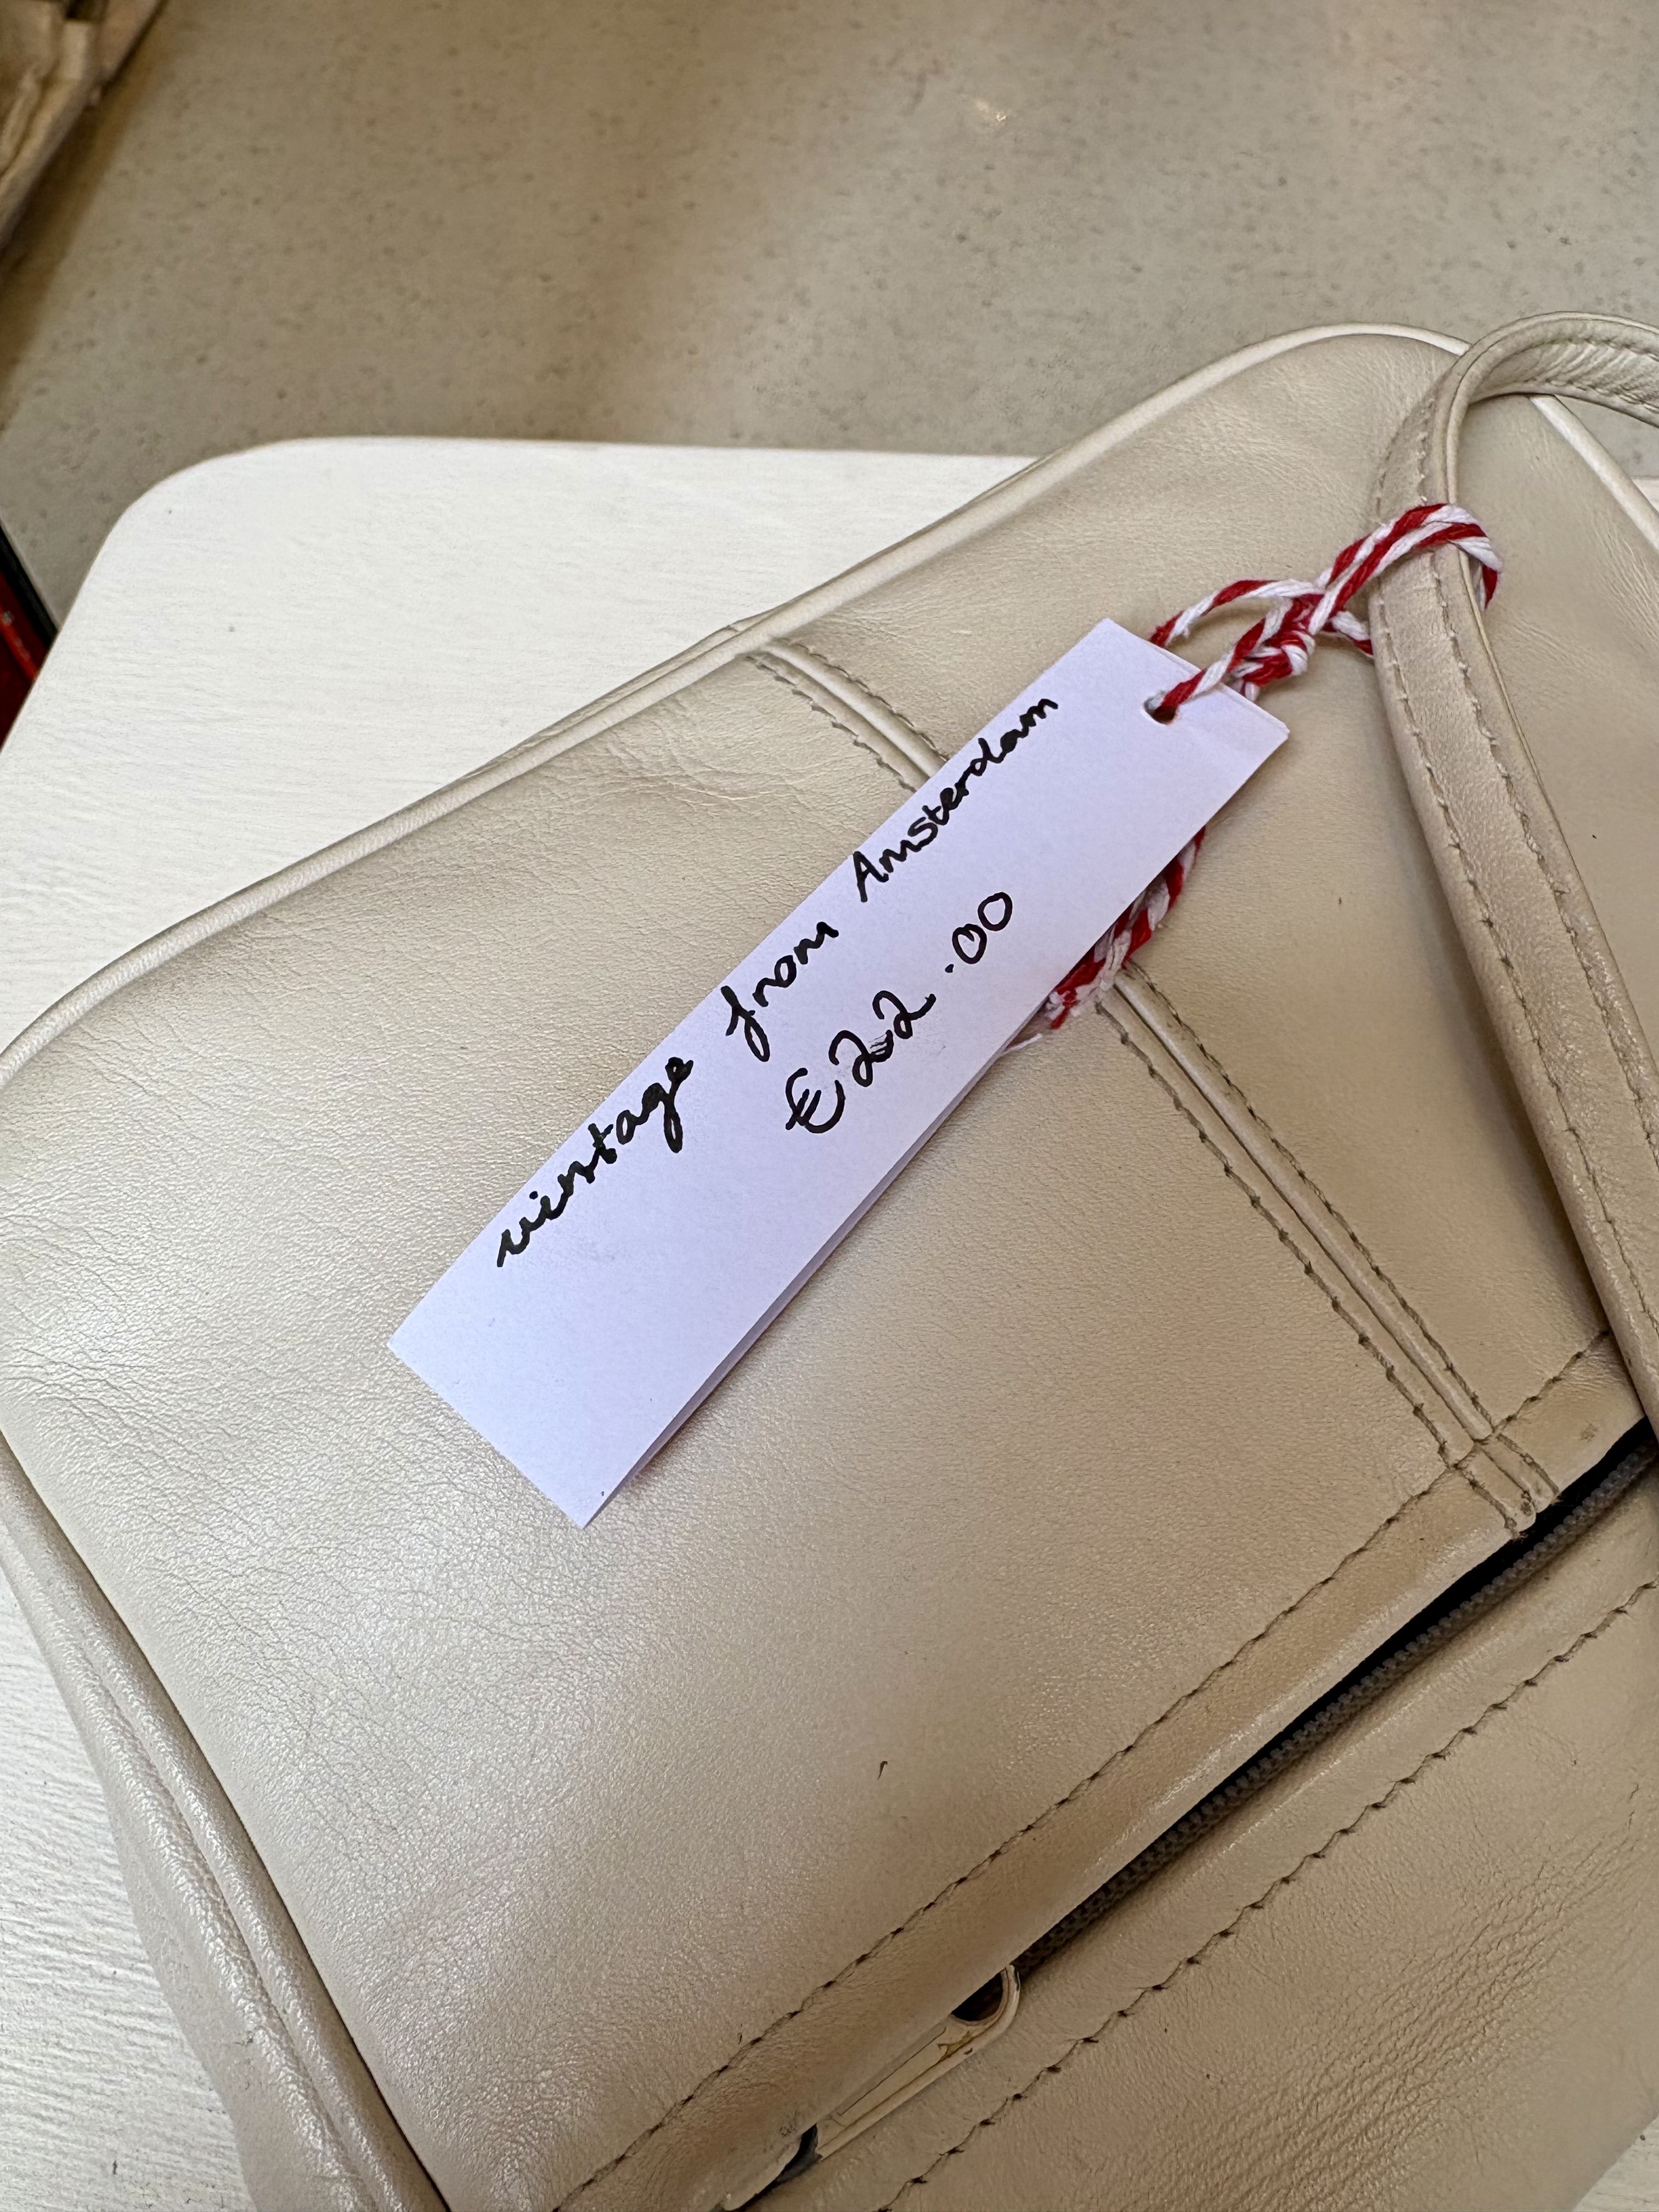 vintage from Amsterdam
€22.00